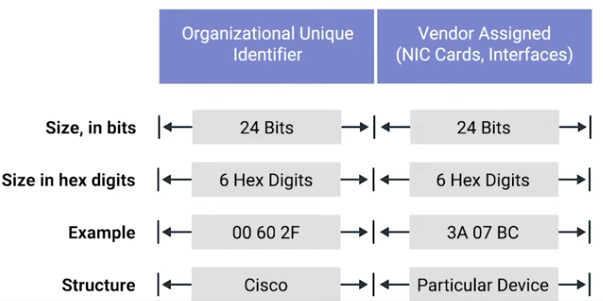 Organizational Unique
Identifier
Vendor Assigned
(NIC Cards, Interfaces)
Size, in bits
24 Bits
24 Bits
Size in hex digits
6 Hex Digits
6 Hex Digits
Example
00 60 2F
3A 07 BC
Structure
Cisco
Particular Device